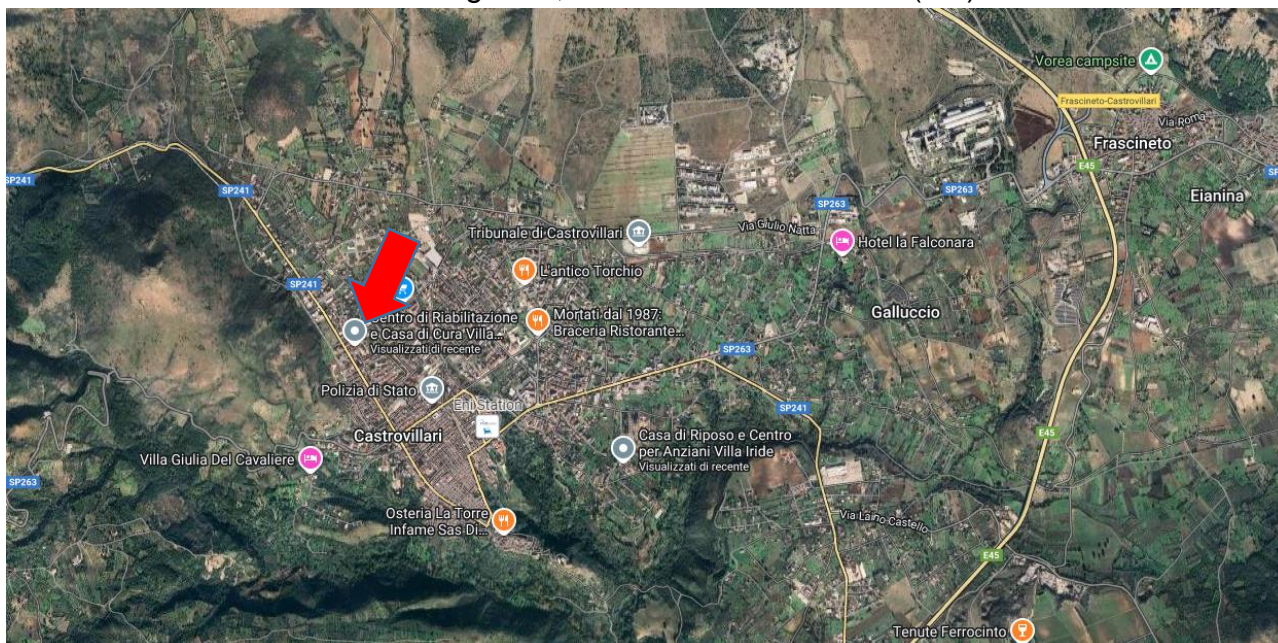 Vorea campsite
Frascineto-Castrovillari
Via Roma
Frascineto
E45
SP241
SP241
SP263
SP263
Eianina
Tribunale di Castrovillari
Via Giulio Natta
Hotel la Falconara
L'antico Torchio
SP241
Centro di Riabilitazione
e Casa di Cura Villa...
Visualizzati di recente
Mortati dal 1987:
Braceria Ristorante...
Galluccio
SP263
Polizia di Stato
Eni Station
SP241
Castrovillari
E45
Casa di Riposo e Centro
per Anziani Villa Iride
Visualizzati di recente
Villa Giulia Del Cavaliere
SP263
Osteria La Torre
Infame Sas Di...
Via Laino Castello
E45
Tenute Ferrocinto